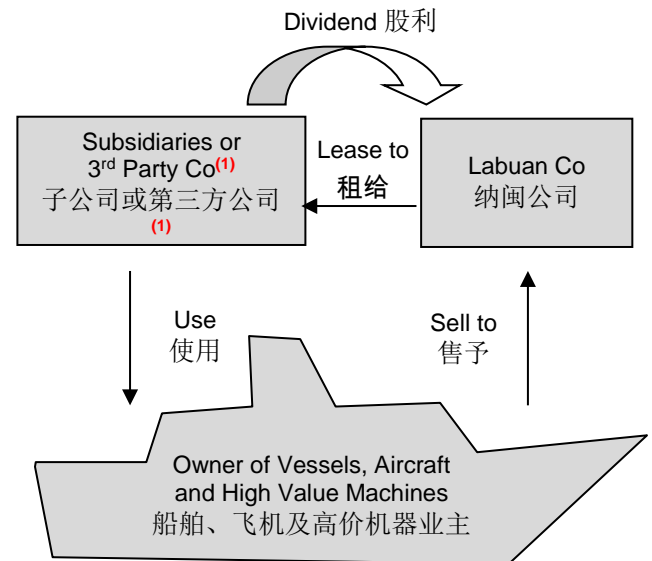 Dividend 股利
Subsidiaries or
3rd Party Co(1)
子公司或第三方公司
(1)
Lease to
租给
Labuan Co
纳闽公司
Use
使用
Sell to
售予
Owner of Vessels, Aircraft
and High Value Machines
船舶、飞机及高价机器业主